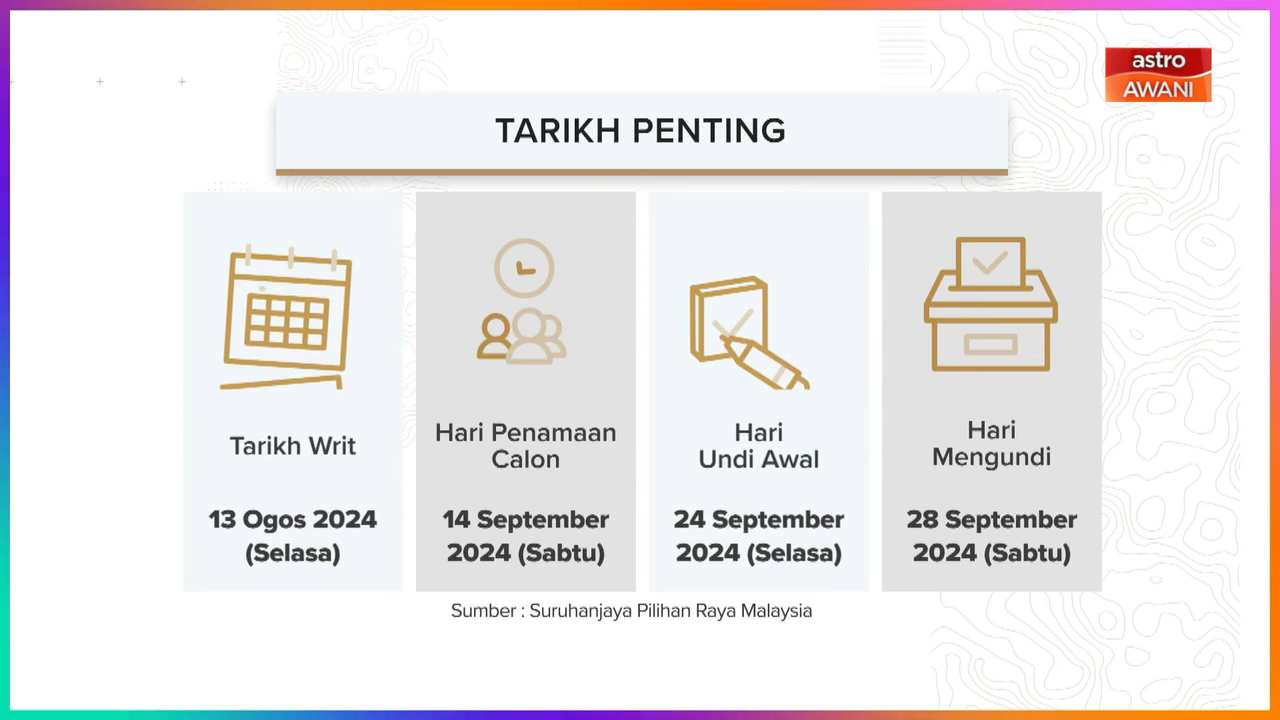 astro
AWANI
TARIKH PENTING
Tarikh Writ
13 Ogos 2024
(Selasa)
Hari Penamaan
Calon
14 September
2024 (Sabtu)
Hari
Undi Awal
24 September
2024 (Selasa)
Hari
Mengundi
28 September
2024 (Sabtu)
Sumber : Suruhanjaya Pilihan Raya Malaysia